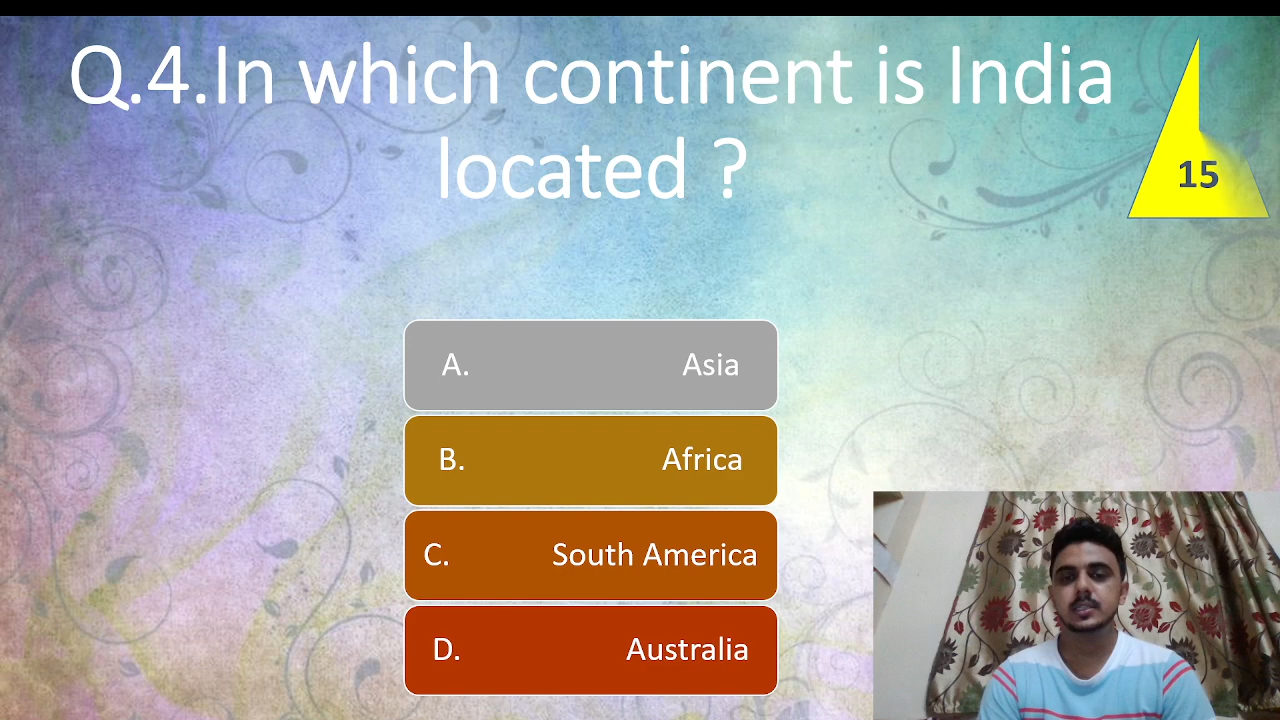 Q.4.In which continent is India
located ?
15
A. Asia
B. Africa
C. South America
D. Australia